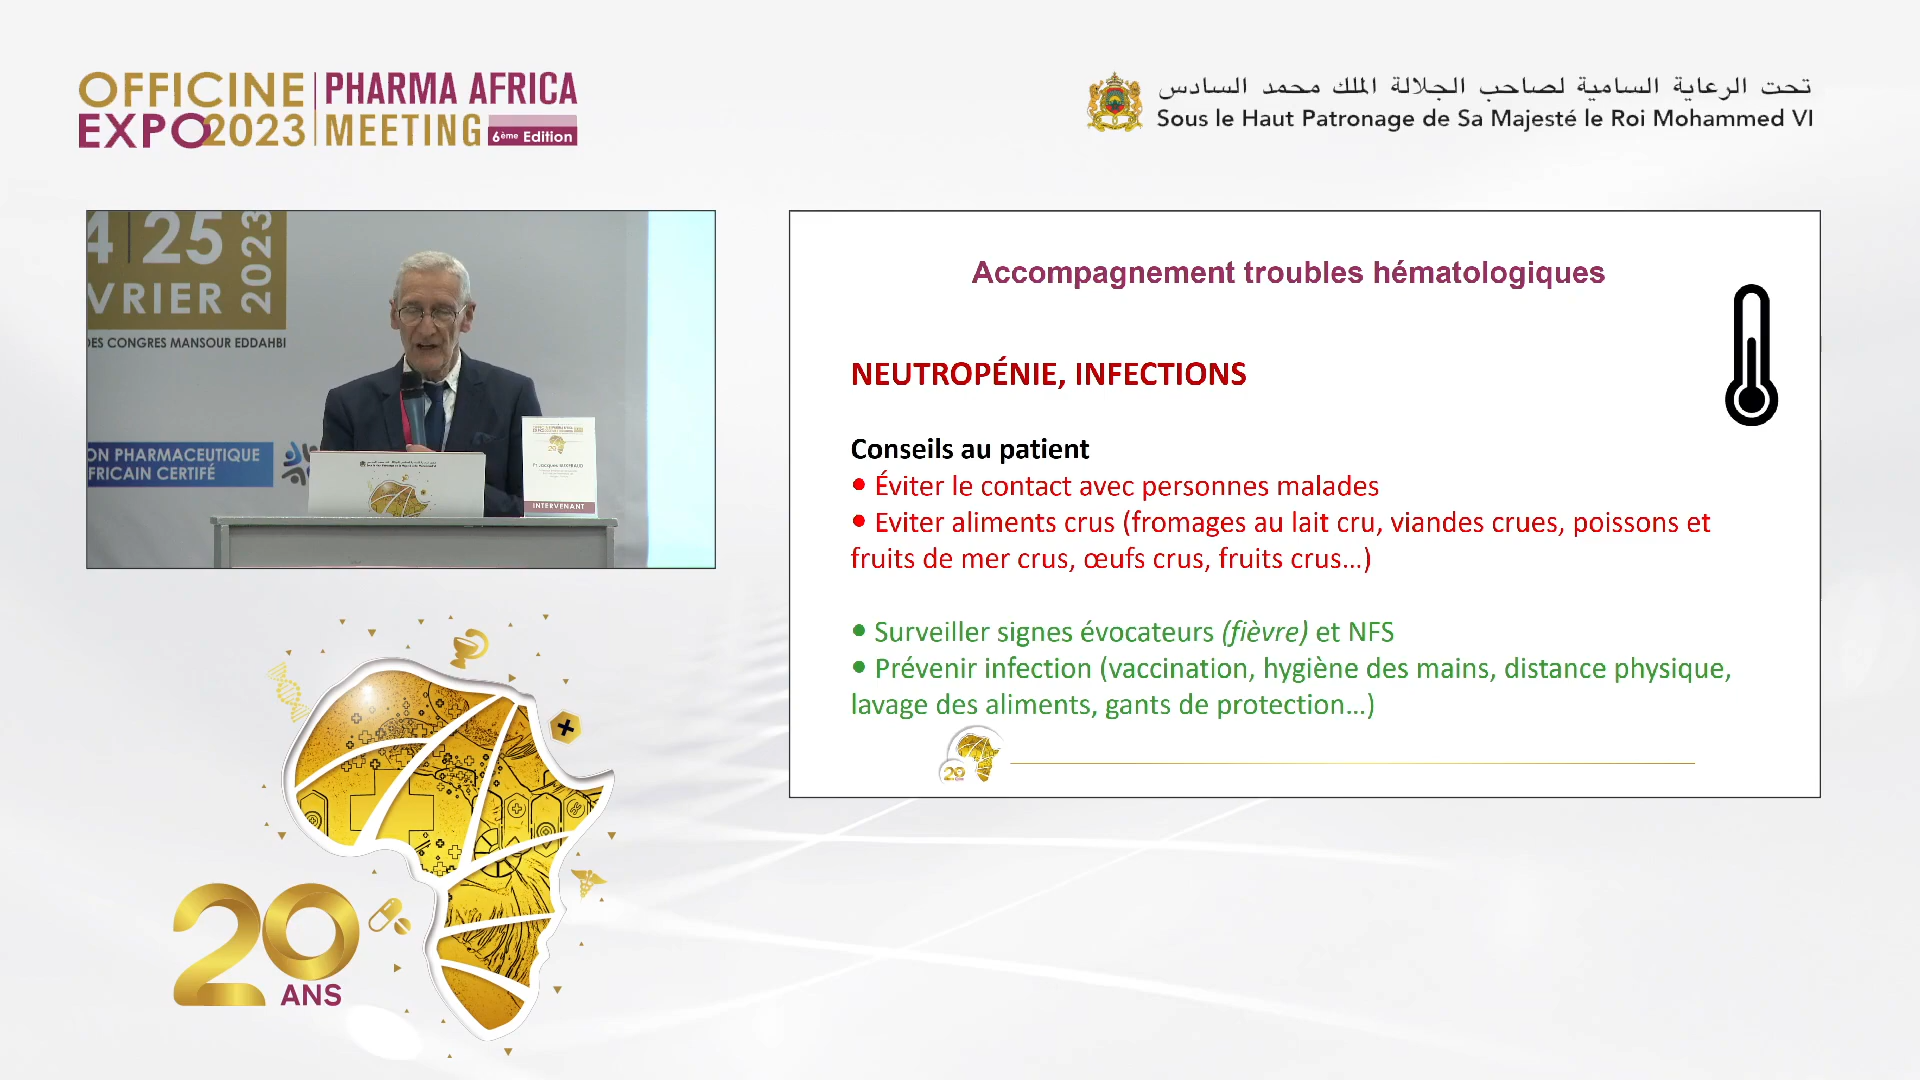 OFFICINE
EXPO2023
PHARMA AFRICA
MEETING 6ème Edition
تحت الرعاية السامية لصاحب الجلالة الملك محمد السادس
Sous le Haut Patronage de Sa Majesté le Roi Mohammed VI
4|25
VRIER
2023
DES CONGRES MANSOUR EDDAHBI
ON PHARMACEUTIQUE
FRICAIN CERTIFÉ
INTERVENANT
Accompagnement troubles hématologiques
NEUTROPÉNIE, INFECTIONS
Conseils au patient
• Éviter le contact avec personnes malades
• Eviter aliments crus (fromages au lait cru, viandes crues, poissons et
fruits de mer crus, œufs crus, fruits crus...)
• Surveiller signes évocateurs (fièvre) et NFS
• Prévenir infection (vaccination, hygiène des mains, distance physique,
lavage des aliments, gants de protection...)
20
20
ANS